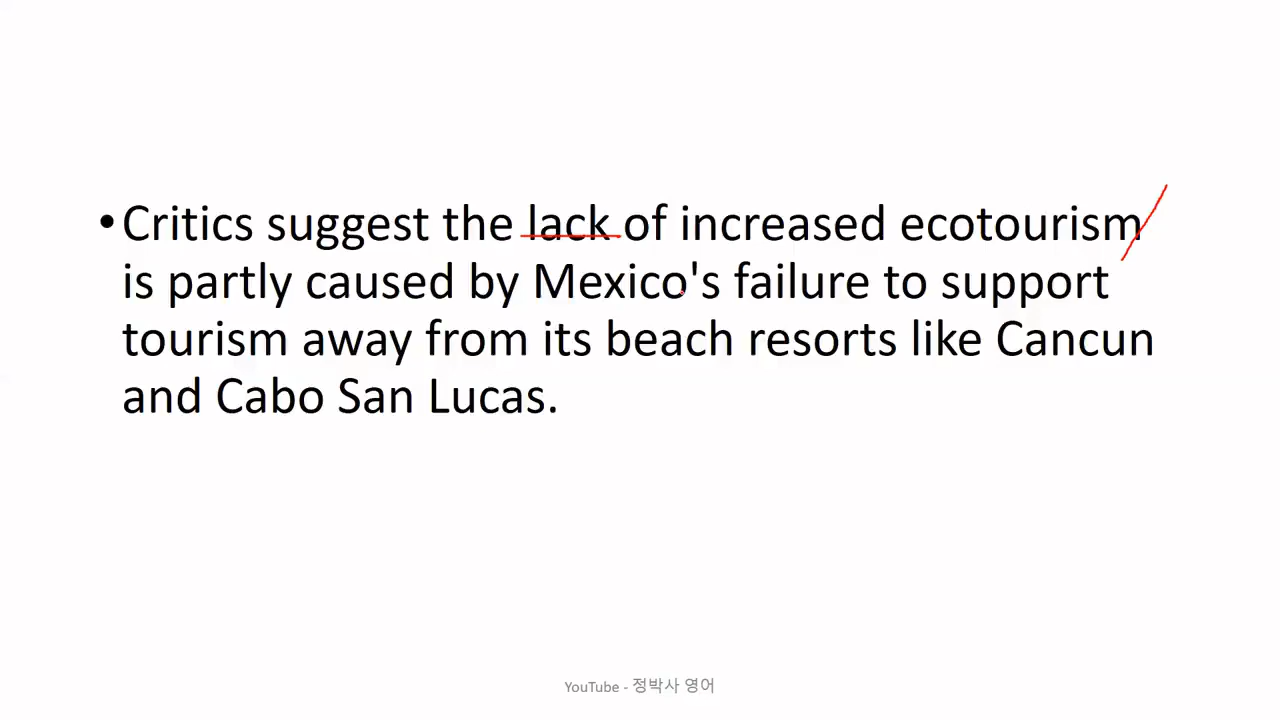 •Critics suggest the lack of increased ecotourism
is partly caused by Mexico's failure to support
tourism away from its beach resorts like Cancun
and Cabo San Lucas.
YouTube - 정박사 영어